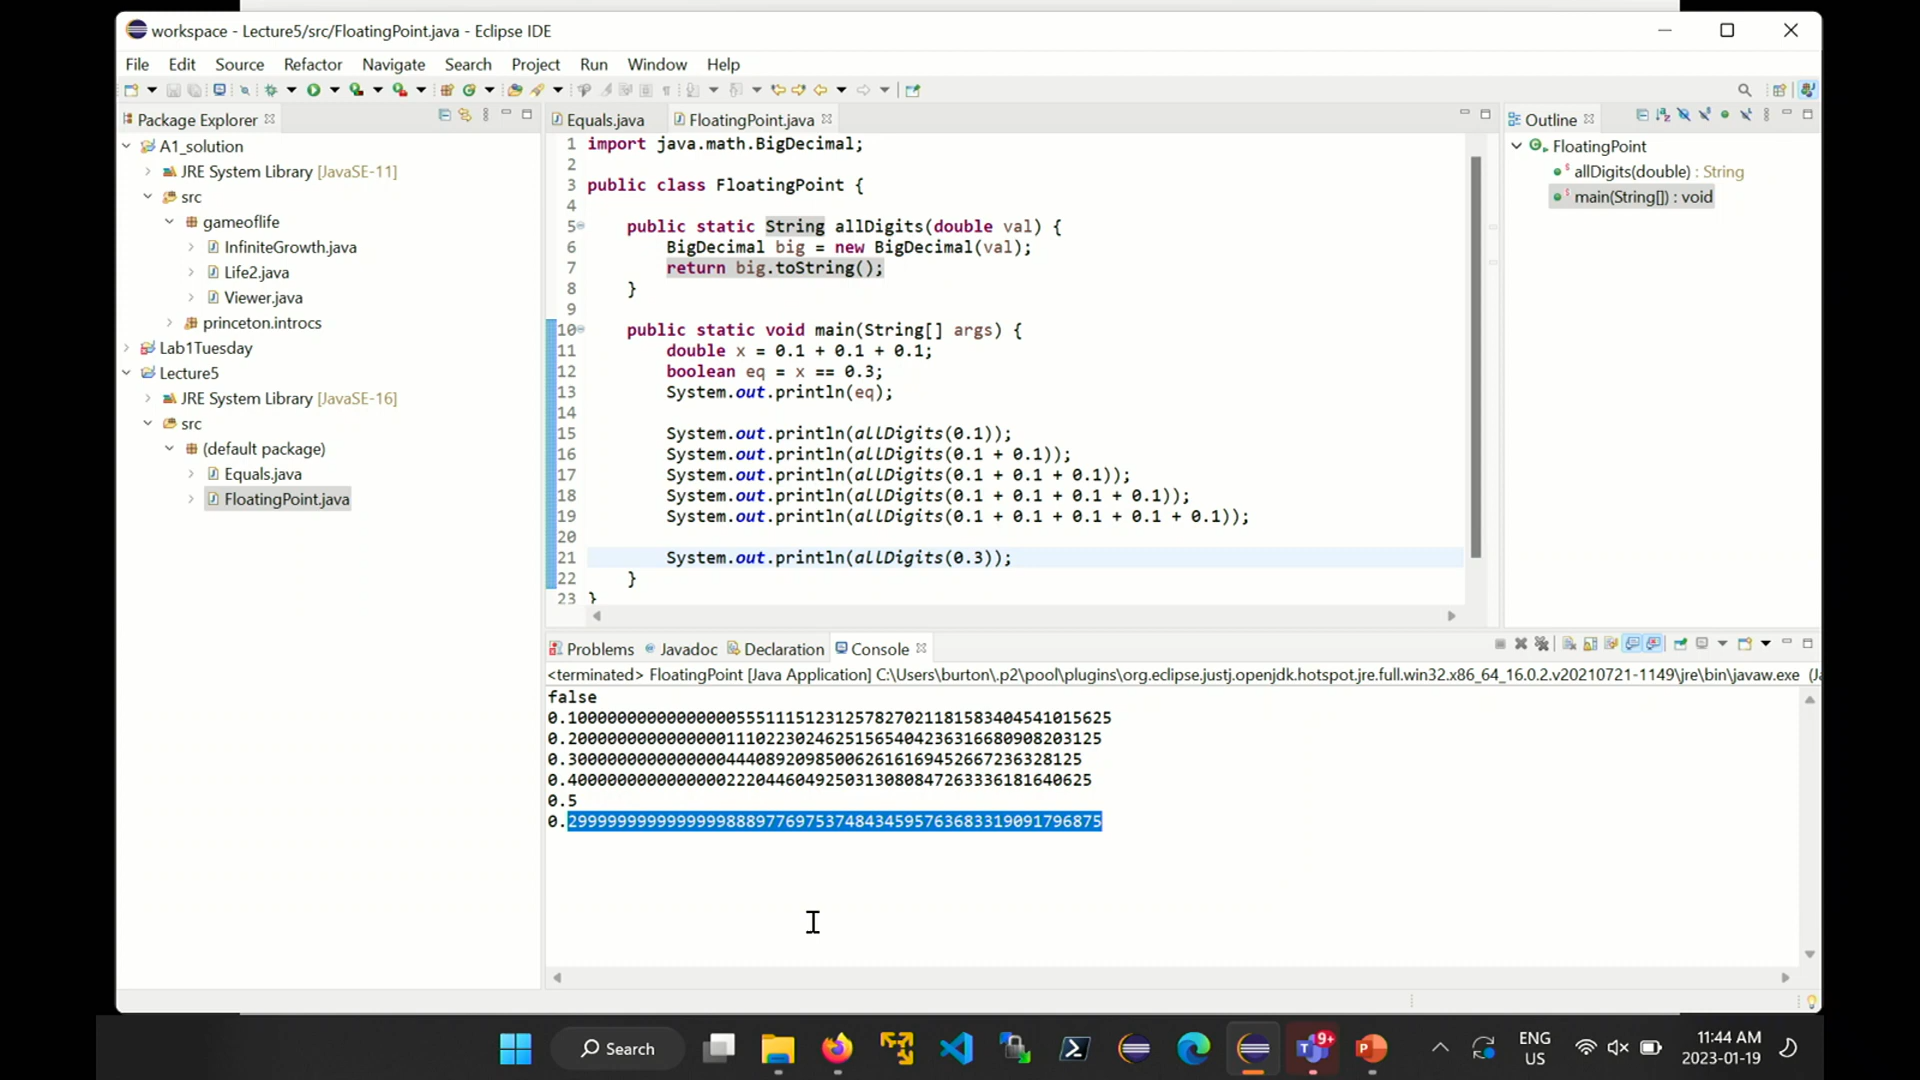 workspace - Lecture5/src/FloatingPoint.java - Eclipse IDE
File Edit Source Refactor Navigate Search Project Run Window Help
Package Explorer
A1_solution
JRE System Library [JavaSE-11]
src
gameoflife
InfiniteGrowth.java
Life2.java
Viewer.java
princeton.introcs
Lab1Tuesday
Lecture5
JRE System Library [JavaSE-16]
src
(default package)
Equals.java
FloatingPoint.java
Equals.java FloatingPoint.java
1 import java.math.BigDecimal;
2
3 public class FloatingPoint {
4
5 public static String allDigits(double val) {
6 BigDecimal big = new BigDecimal(val);
7 return big.toString();
8 }
9
10 public static void main(String[] args) {
11 double x = 0.1 + 0.1 + 0.1;
12 boolean eq = x == 0.3;
13 System.out.println(eq);
14
15 System.out.println(allDigits(0.1));
16 System.out.println(allDigits(0.1 + 0.1));
17 System.out.println(allDigits(0.1 + 0.1 + 0.1));
18 System.out.println(allDigits(0.1 + 0.1 + 0.1 + 0.1));
19 System.out.println(allDigits(0.1 + 0.1 + 0.1 + 0.1 + 0.1));
20
21 System.out.println(allDigits(0.3));
22 }
23 }
Outline
FloatingPoint
allDigits(double) : String
main(String[]) : void
Problems Javadoc Declaration Console
<terminated> FloatingPoint [Java Application] C:\Users\burton\.p2\pool\plugins\org.eclipse.justj.openjdk.hotspot.jre.full.win32.x86_64_16.0.2.v20210721-1149\jre\bin\javaw.exe
false
0.1000000000000000055511151231257827021181583404541015625
0.200000000000000011102230246251565404236316680908203125
0.3000000000000000444089209850062616169452667236328125
0.40000000000000002220446049250313080847263336181640625
0.5
0.299999999999999988897769753748434595763683319091796875
Search
9+
ENG
US
11:44 AM
2023-01-19